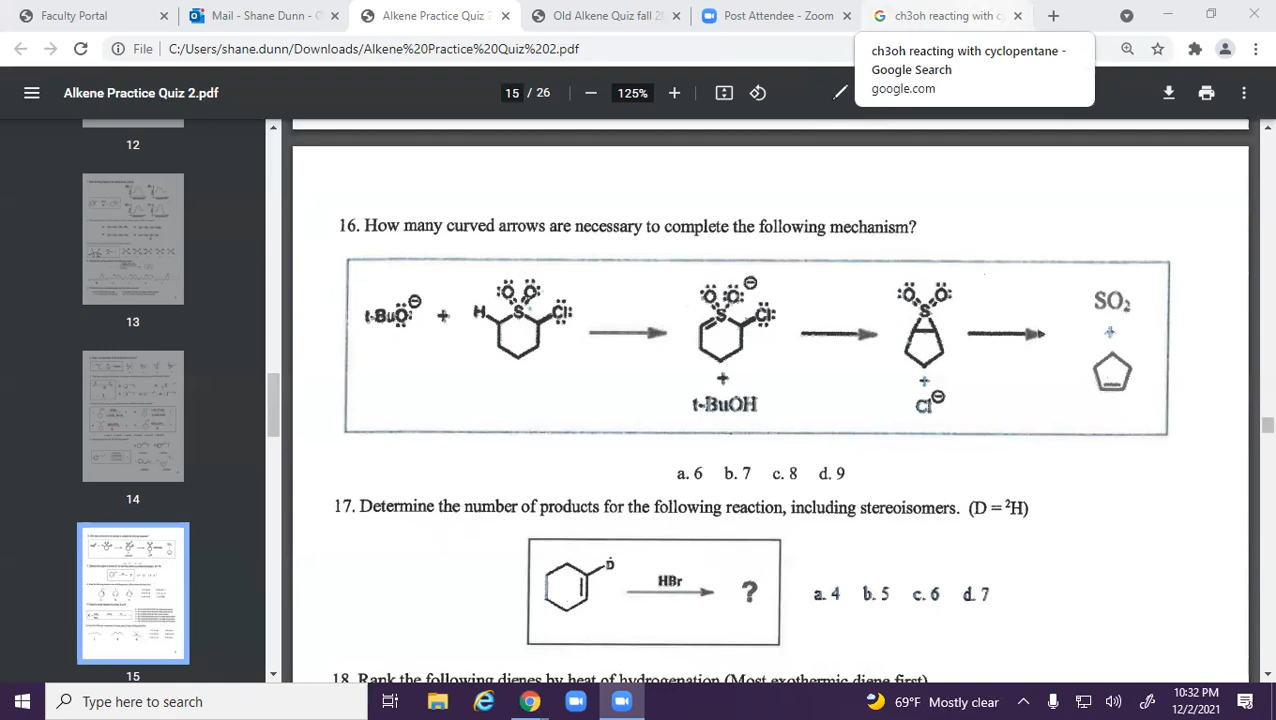 Faculty Portal
Mail - Shane Dunn - O
Alkene Practice Quiz 2
Old Alkene Quiz fall 2
Post Attendee - Zoom
ch3oh reacting with c
File
C:/Users/shane.dunn/Downloads/Alkene%20Practice%20Quiz%202.pdf
ch3oh reacting with cyclopentane -
Google Search
google.com
Alkene Practice Quiz 2.pdf
15 / 26
125%
12
13
14
15
16. How many curved arrows are necessary to complete the following mechanism?
t-BuO:⊖ + H S O O Cl
S O O ⊖ Cl
+
t-BuOH
:O O: S
+
Cl⊖
SO₂
+
a. 6 b. 7 c. 8 d. 9
17. Determine the number of products for the following reaction, including stereoisomers. (D = ²H)
D
HBr
?
a. 4 b. 5 c. 6 d. 7
18. Rank the following dienes by heat of hydrogenation (Most exothermic diene first)
Type here to search
69°F Mostly clear
10:32 PM
12/2/2021